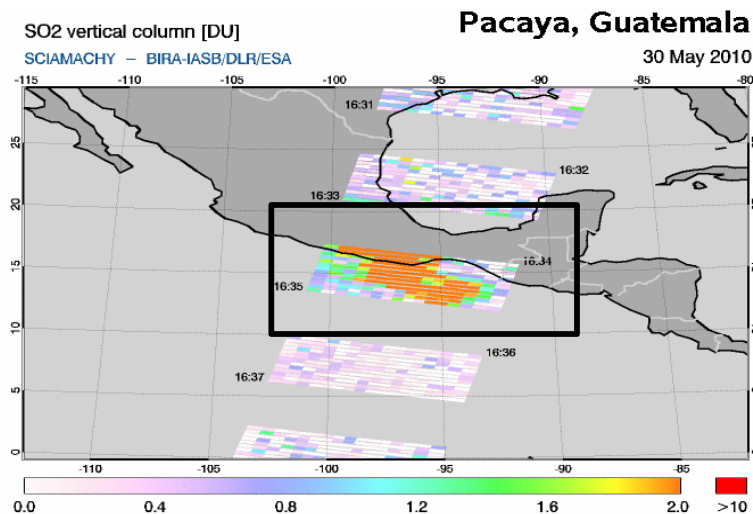 SO2 vertical column [DU]
Pacaya, Guatemala
SCIAMACHY – BIRA-IASB/DLR/ESA
30 May 2010
-115 -105 -100 -95 -90 -85 -80
16:31
25
16:32
16:33
20
16:34
15
16:35
10
16:36
16:37
5
0
-110 -105 -100 -95 -90 -85
0.0 0.4 0.8 1.2 1.6 2.0 >10